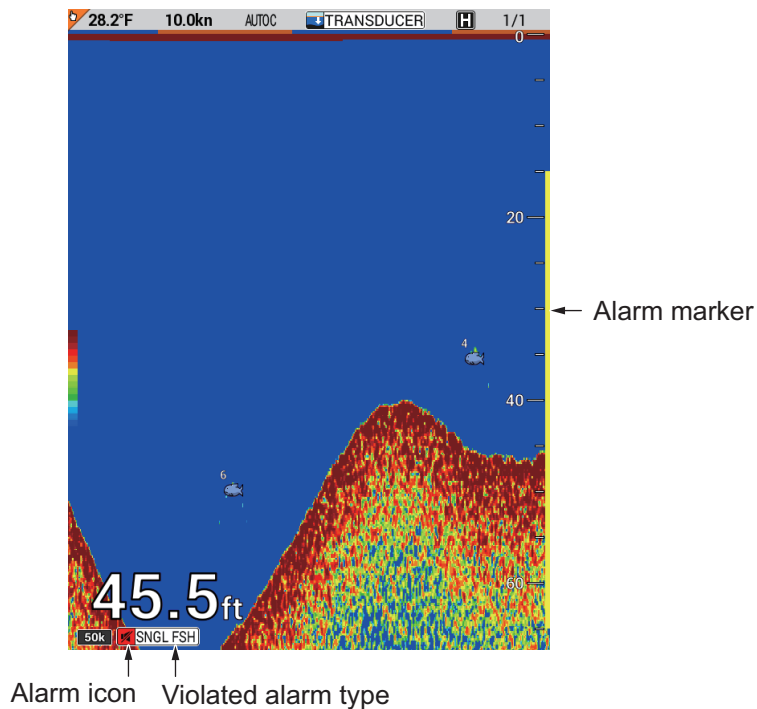 28.2°F 10.0kn AUTOC TRANSDUCER H 1/1
0
20
Alarm marker
4
40
6
60
45.5ft
50k SNGL FSH
Alarm icon Violated alarm type